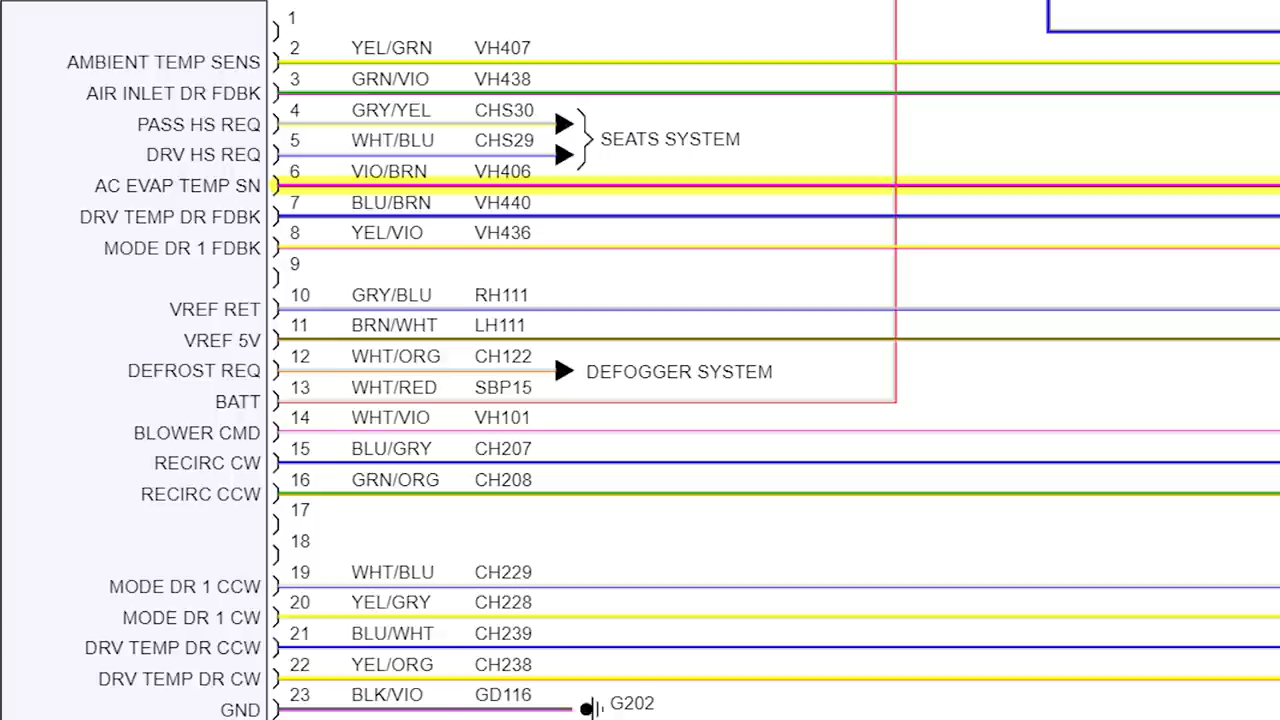 1
2 YEL/GRN VH407
AMBIENT TEMP SENS
3 GRN/VIO VH438
AIR INLET DR FDBK
4 GRY/YEL CHS30
PASS HS REQ
5 WHT/BLU CHS29
SEATS SYSTEM
DRV HS REQ
6 VIO/BRN VH406
AC EVAP TEMP SN
7 BLU/BRN VH440
DRV TEMP DR FDBK
8 YEL/VIO VH436
MODE DR 1 FDBK
9
10 GRY/BLU RH111
VREF RET
11 BRN/WHT LH111
VREF 5V
12 WHT/ORG CH122
DEFROST REQ DEFOGGER SYSTEM
13 WHT/RED SBP15
BATT
14 WHT/VIO VH101
BLOWER CMD
15 BLU/GRY CH207
RECIRC CW
16 GRN/ORG CH208
RECIRC CCW
17
18
19 WHT/BLU CH229
MODE DR 1 CCW
20 YEL/GRY CH228
MODE DR 1 CW
21 BLU/WHT CH239
DRV TEMP DR CCW
22 YEL/ORG CH238
DRV TEMP DR CW
23 BLK/VIO GD116
GND G202